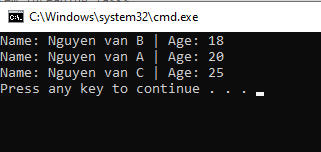 C:\Windows\system32\cmd.exe
Name: Nguyen van B | Age: 18
Name: Nguyen van A | Age: 20
Name: Nguyen van C | Age: 25
Press any key to continue . . .